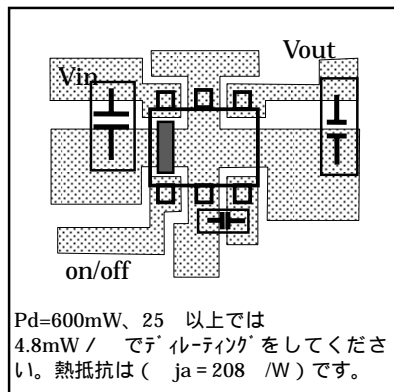 Vin
Vout
on/off
Pd=600mW、25 以上では
4.8mW / でﾃﾞｨﾚｰﾃｨﾝｸﾞをしてくださ
い。熱抵抗は( ja = 208 /W ) です。